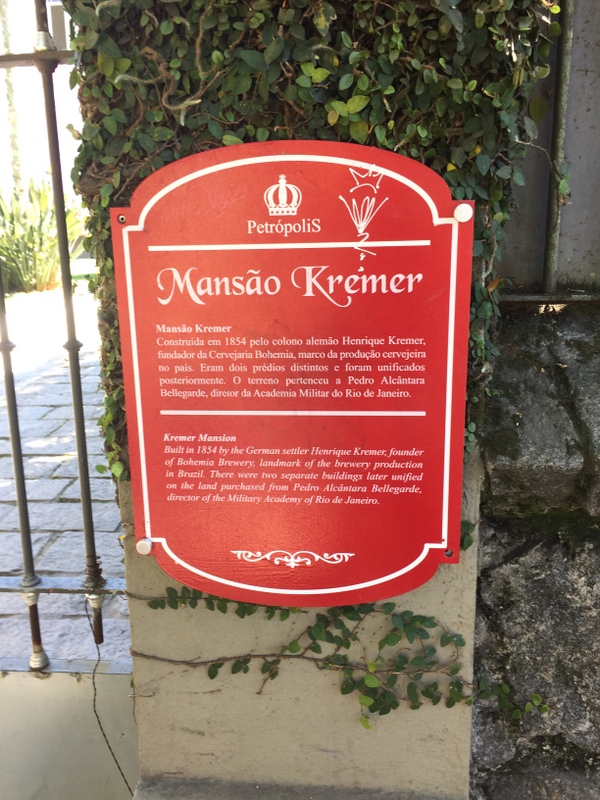 PetrópoliS
Mansão Kremer
Mansão Kremer
Construída em 1854 pelo colono alemão Henrique Kremer,
fundador da Cervejaria Bohemia, marco da produção cervejeira
no país. Eram dois prédios distintos e foram unificados
posteriormente. O terreno pertenceu a Pedro Alcântara
Bellegarde, diretor da Academia Militar do Rio de Janeiro.
Kremer Mansion
Built in 1854 by the German settler Henrique Kremer, founder
of Bohemia Brewery, landmark of the brewery production
in Brazil. There were two separate buildings later unified
on the land purchased from Pedro Alcântara Bellegarde,
director of the Military Academy of Rio de Janeiro.